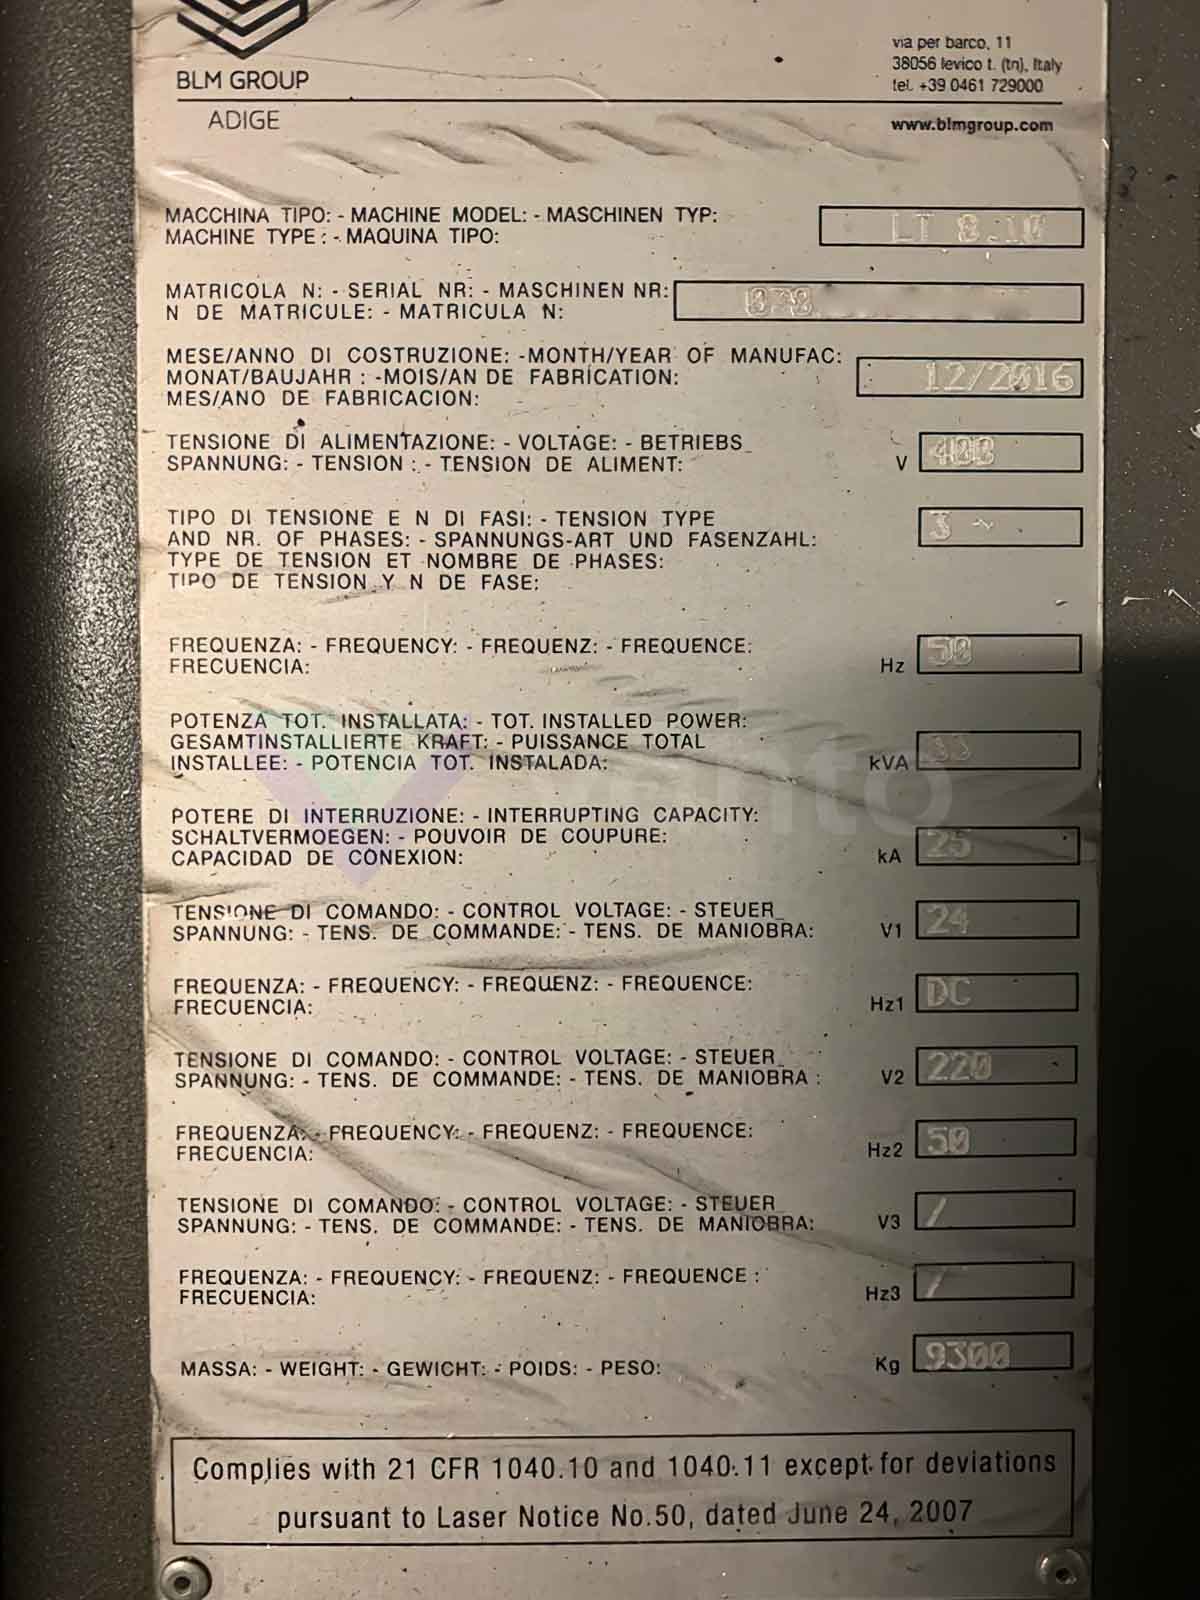 BLM GROUP
ADIGE
via per barco, 11
38056 levico t. (tn), Italy
tel. +39 0461 729000
www.blmgroup.com
MACCHINA TIPO: - MACHINE MODEL: - MASCHINEN TYP:
MACHINE TYPE : - MAQUINA TIPO:
LT 8.10
MATRICOLA N: - SERIAL NR: - MASCHINEN NR:
N DE MATRICULE: - MATRICULA N:
070
MESE/ANNO DI COSTRUZIONE: -MONTH/YEAR OF MANUFAC:
MONAT/BAUJAHR : -MOIS/AN DE FABRICATION:
MES/ANO DE FABRICACION:
12/2016
TENSIONE DI ALIMENTAZIONE: - VOLTAGE: - BETRIEBS_
SPANNUNG: - TENSION : - TENSION DE ALIMENT:
V 400
TIPO DI TENSIONE E N DI FASI: - TENSION TYPE
AND NR. OF PHASES: - SPANNUNGS-ART UND FASENZAHL:
TYPE DE TENSION ET NOMBRE DE PHASES:
TIPO DE TENSION Y N DE FASE:
3 ~
FREQUENZA: - FREQUENCY: - FREQUENZ: - FREQUENCE:
FRECUENCIA:
Hz 50
POTENZA TOT. INSTALLATA: - TOT. INSTALLED POWER:
GESAMTINSTALLIERTE KRAFT: - PUISSANCE TOTAL
INSTALLEE: - POTENCIA TOT. INSTALADA:
kVA
POTERE DI INTERRUZIONE: - INTERRUPTING CAPACITY:
SCHALTVERMOEGEN: - POUVOIR DE COUPURE:
CAPACIDAD DE CONEXION:
kA 25
TENSIONE DI COMANDO: - CONTROL VOLTAGE: - STEUER_
SPANNUNG: - TENS. DE COMMANDE: - TENS. DE MANIOBRA:
V1 24
FREQUENZA: - FREQUENCY: - FREQUENZ: - FREQUENCE:
FRECUENCIA:
Hz1 DC
TENSIONE DI COMANDO: - CONTROL VOLTAGE: - STEUER_
SPANNUNG: - TENS. DE COMMANDE: - TENS. DE MANIOBRA :
V2 220
FREQUENZA: - FREQUENCY: - FREQUENZ: - FREQUENCE:
FRECUENCIA:
Hz2 50
TENSIONE DI COMANDO: - CONTROL VOLTAGE: - STEUER_
SPANNUNG: - TENS. DE COMMANDE: - TENS. DE MANIOBRA:
V3 /
FREQUENZA: - FREQUENCY: - FREQUENZ: - FREQUENCE :
FRECUENCIA:
Hz3 /
MASSA: - WEIGHT: - GEWICHT: - POIDS: - PESO:
Kg 9300
Complies with 21 CFR 1040.10 and 1040.11 except for deviations
pursuant to Laser Notice No.50, dated June 24, 2007